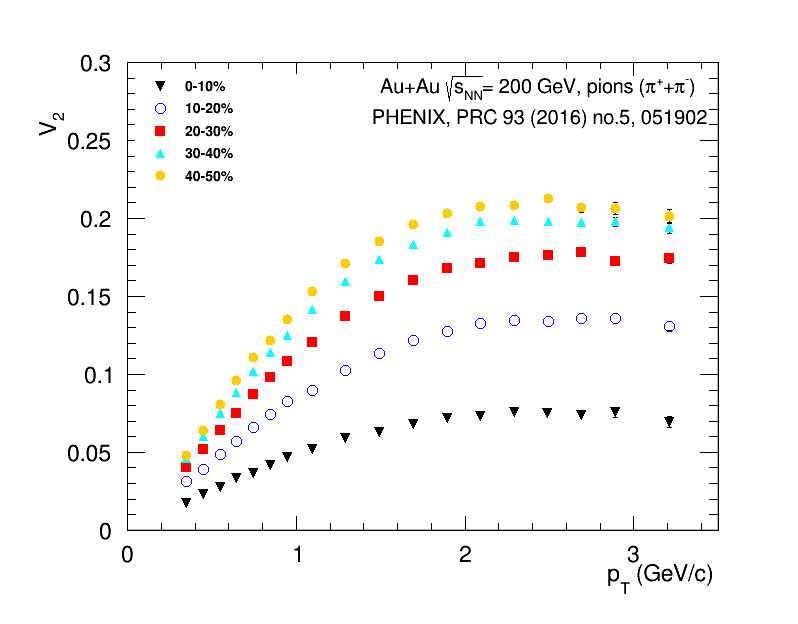 Au+Au √sNN= 200 GeV, pions (π⁺+π⁻)
PHENIX, PRC 93 (2016) no.5, 051902
0-10%
10-20%
20-30%
30-40%
40-50%
V₂
0.3
0.25
0.2
0.15
0.1
0.05
0
0 1 2 3
pT (GeV/c)